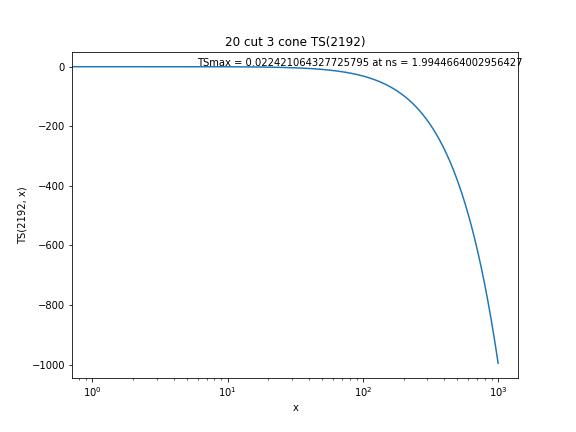 20 cut 3 cone TS(2192)
TSmax = 0.022421064327725795 at ns = 1.9944664002956427
0
−200
−400
−600
−800
−1000
TS(2192, x)
10⁰
10¹
10²
10³
x